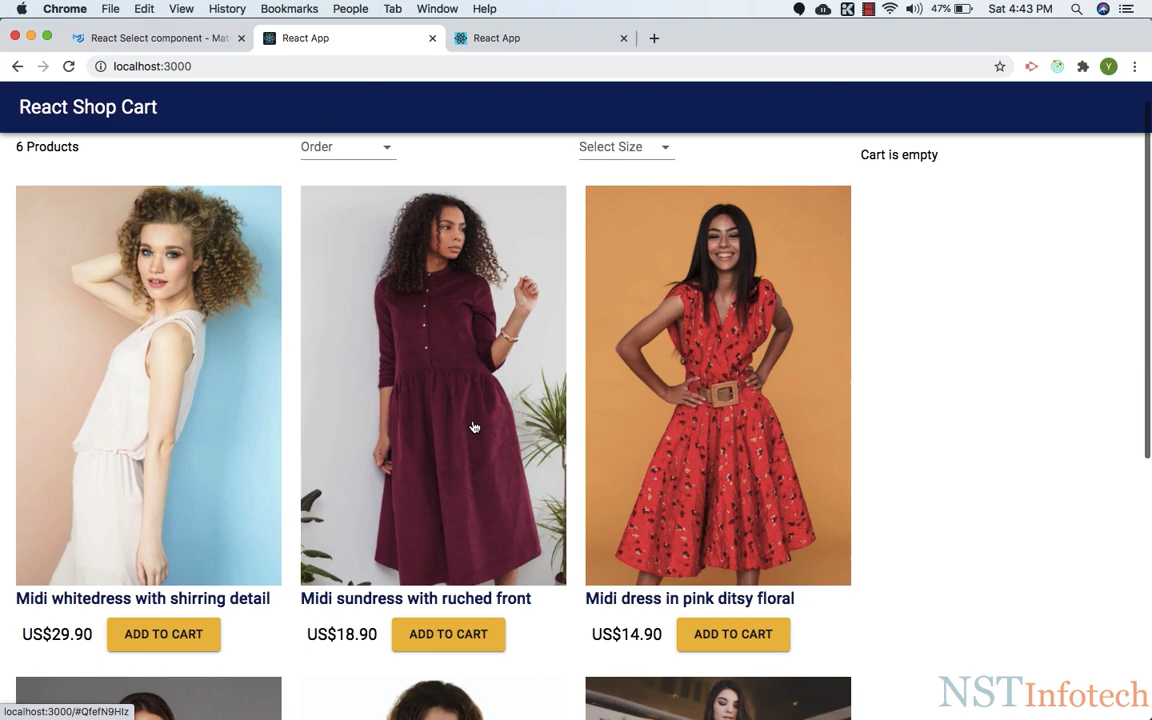 Chrome File Edit View History Bookmarks People Tab Window Help 47% Sat 4:43 PM
React Select component - Mat
React App
React App
localhost:3000
Y
React Shop Cart
6 Products
Order
Select Size
Cart is empty
Midi whitedress with shirring detail
Midi sundress with ruched front
Midi dress in pink ditsy floral
US$29.90 ADD TO CART
US$18.90 ADD TO CART
US$14.90 ADD TO CART
NSTInfotech
localhost:3000/#QfefN9HIz